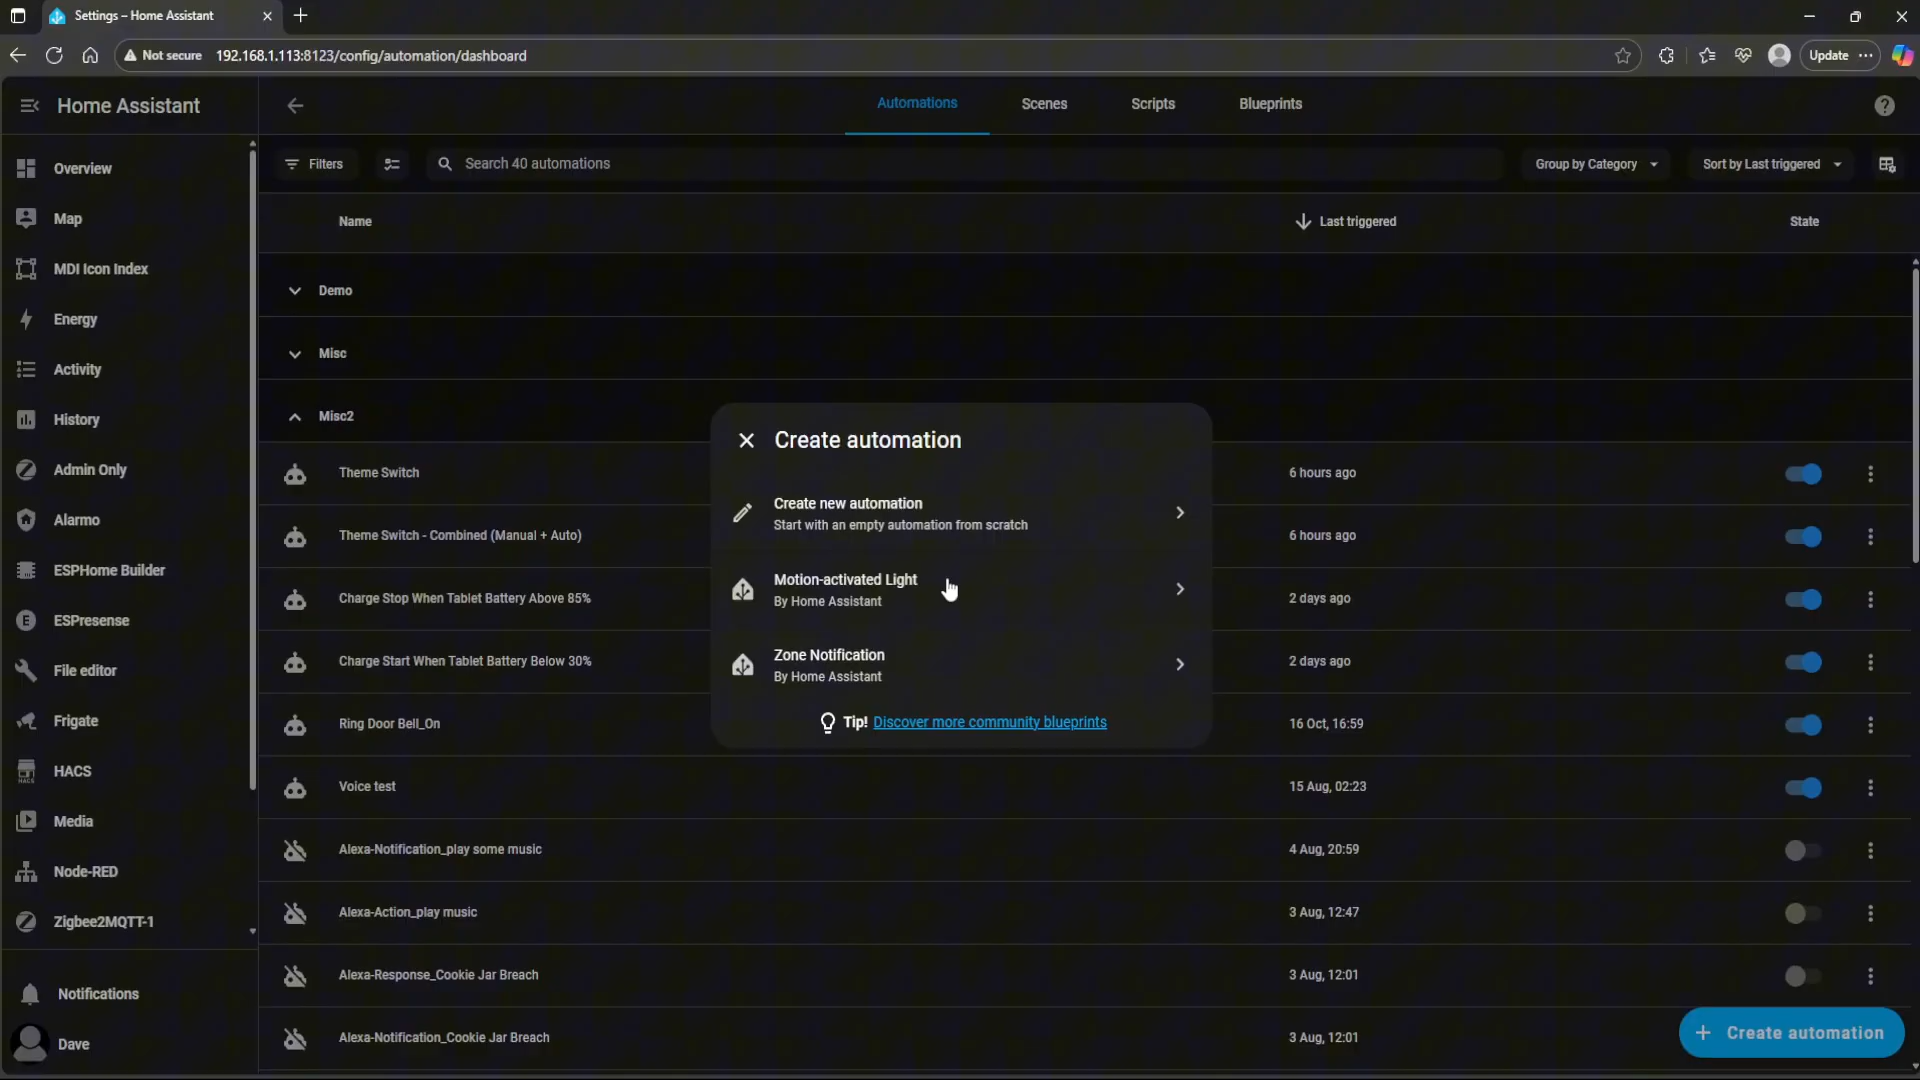 Settings – Home Assistant
Not secure 192.168.1.113:8123/config/automation/dashboard
Update
Home Assistant
Automations
Scenes
Scripts
Blueprints
Overview
Map
MDI Icon Index
Energy
Activity
History
Admin Only
Alarmo
ESPHome Builder
ESPresense
File editor
Frigate
HACS
Media
Node-RED
Zigbee2MQTT-1
Notifications
Dave
Filters
Search 40 automations
Group by Category
Sort by Last triggered
Name
Last triggered
State
Demo
Misc
Misc2
Theme Switch
6 hours ago
Theme Switch - Combined (Manual + Auto)
6 hours ago
Charge Stop When Tablet Battery Above 85%
2 days ago
Charge Start When Tablet Battery Below 30%
2 days ago
Ring Door Bell_On
16 Oct, 16:59
Voice test
15 Aug, 02:23
Alexa-Notification_play some music
4 Aug, 20:59
Alexa-Action_play music
3 Aug, 12:47
Alexa-Response_Cookie Jar Breach
3 Aug, 12:01
Alexa-Notification_Cookie Jar Breach
3 Aug, 12:01
Create automation
Create new automation
Start with an empty automation from scratch
Motion-activated Light
By Home Assistant
Zone Notification
By Home Assistant
Tip! Discover more community blueprints
Create automation